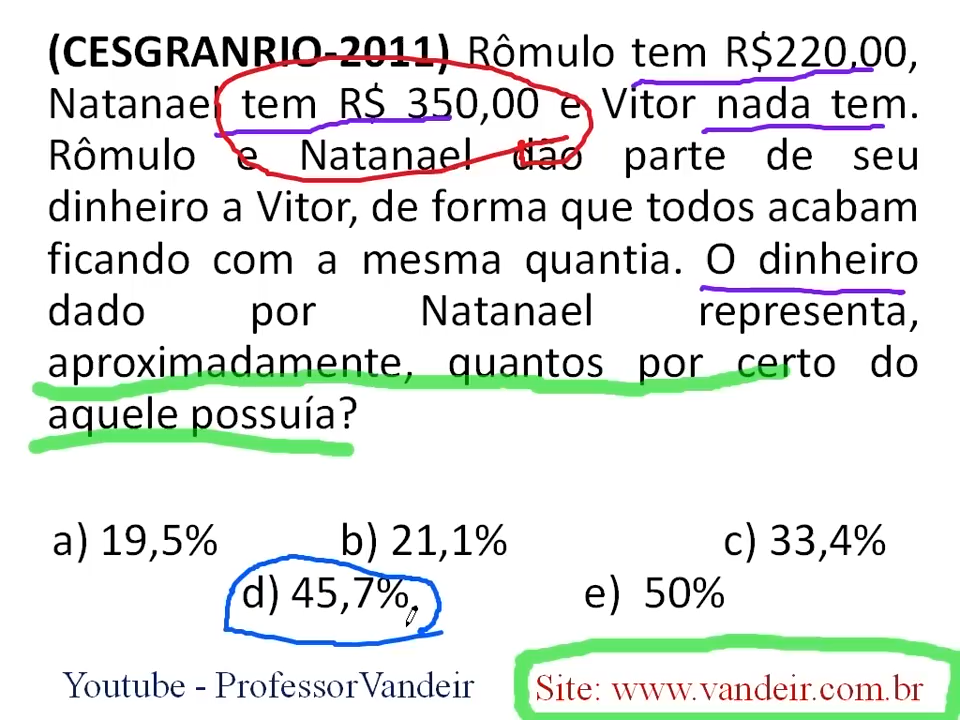 (CESGRANRIO-2011) Rômulo tem R$220,00,
Natanael tem R$ 350,00 e Vitor nada tem.
Rômulo e Natanael dão parte de seu
dinheiro a Vitor, de forma que todos acabam
ficando com a mesma quantia. O dinheiro
dado por Natanael representa,
aproximadamente, quantos por certo do
aquele possuía?
a) 19,5% b) 21,1% c) 33,4%
d) 45,7% e) 50%
Youtube - ProfessorVandeir Site: www.vandeir.com.br